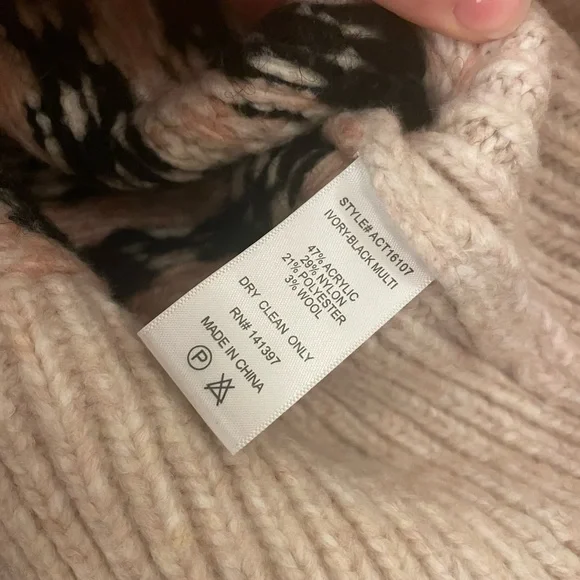 STYLE# ACT16107
IVORY-BLACK MULTI
47% ACRYLIC
29% NYLON
21% POLYESTER
3% WOOL
DRY CLEAN ONLY
RN# 141397
MADE IN CHINA
P